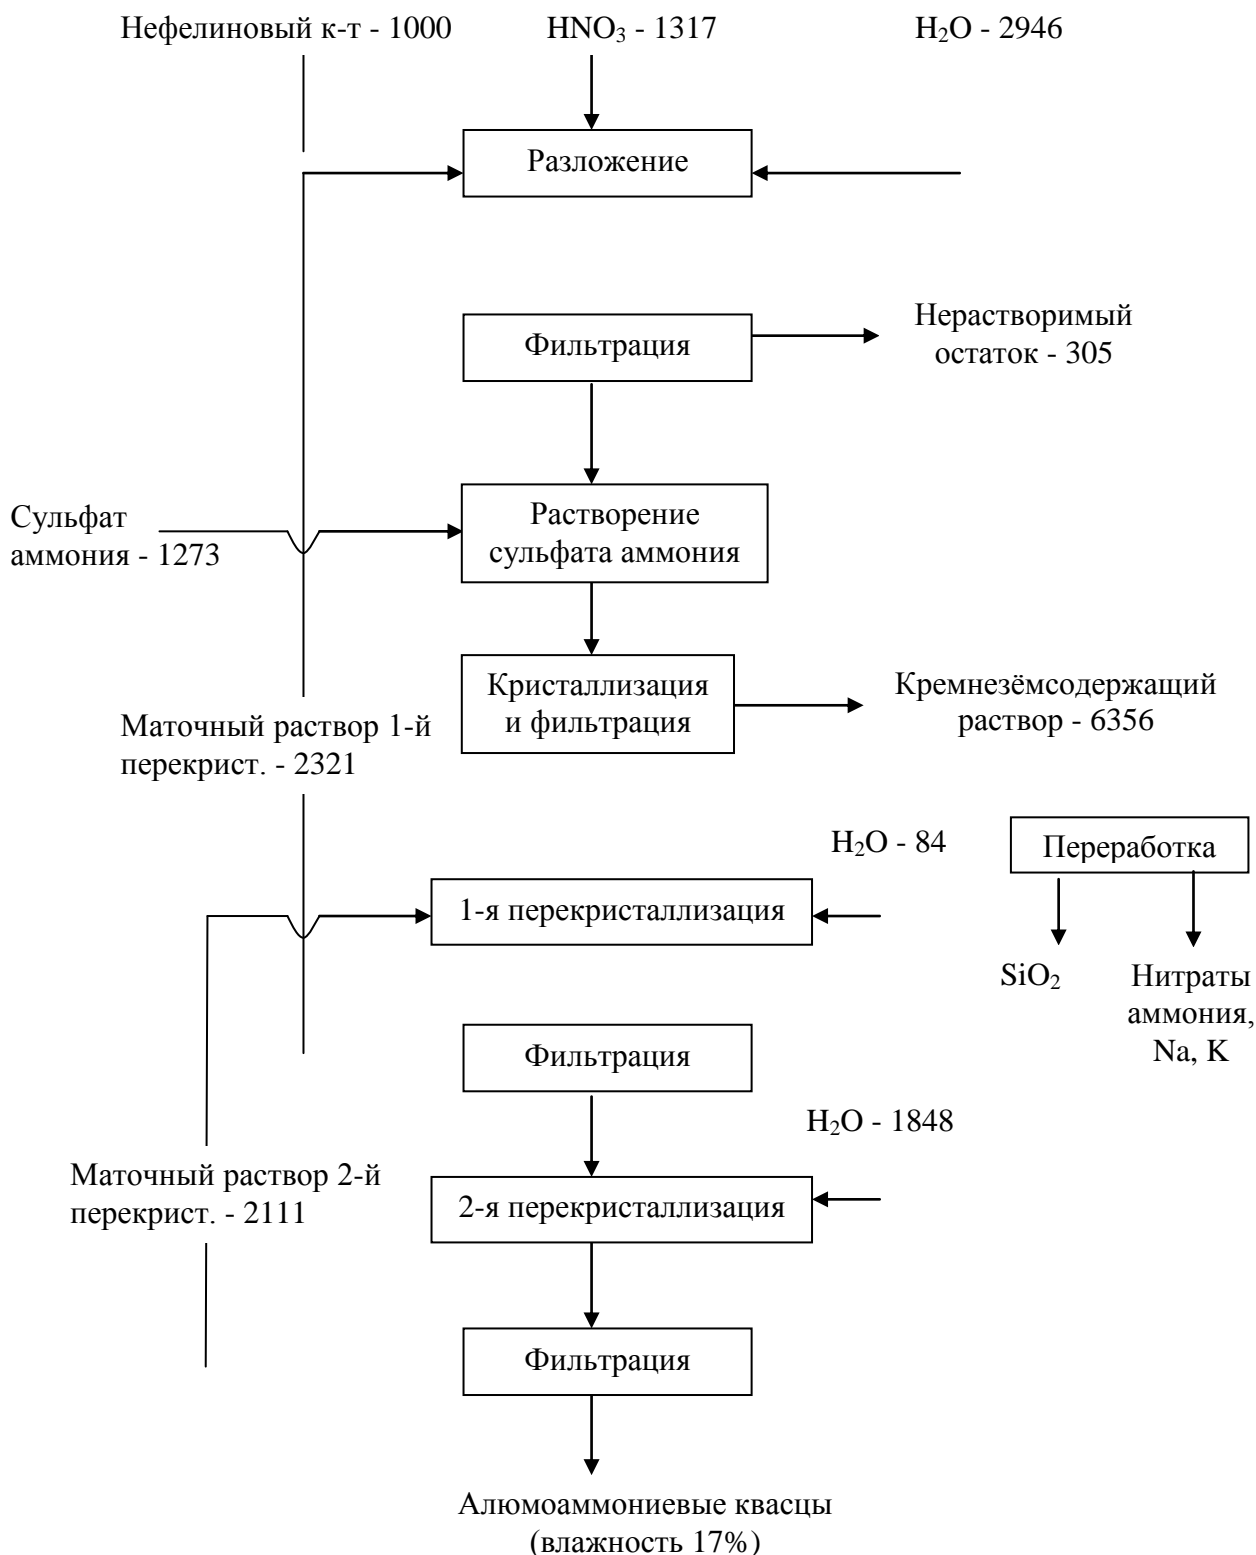 Нефелиновый к-т - 1000
HNO₃ - 1317
H₂O - 2946
Разложение
Фильтрация
Нерастворимый
остаток - 305
Сульфат
аммония - 1273
Растворение
сульфата аммония
Кристаллизация
и фильтрация
Кремнезёмсодержащий
раствор - 6356
Маточный раствор 1-й
перекрист. - 2321
H₂O - 84
Переработка
1-я перекристаллизация
SiO₂
Нитраты
аммония,
Na, K
Фильтрация
H₂O - 1848
Маточный раствор 2-й
перекрист. - 2111
2-я перекристаллизация
Фильтрация
Алюмоаммониевые квасцы
(влажность 17%)